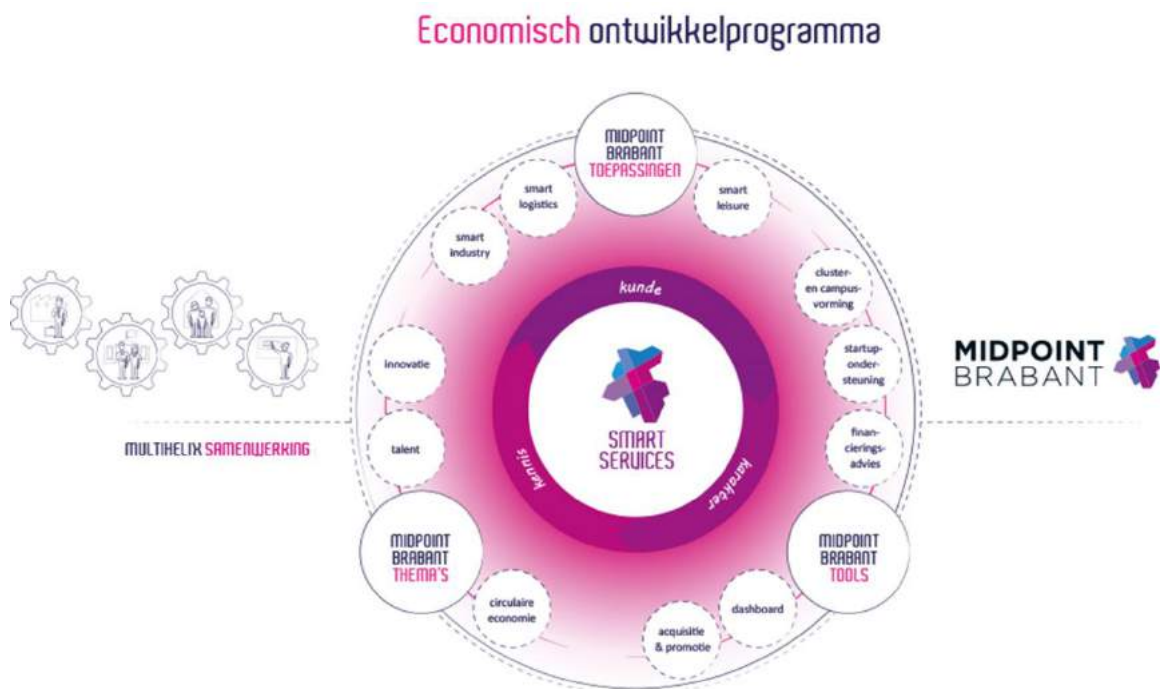 Economisch ontwikkelprogramma
MIDPOINT
BRABANT
TOEPASSINGEN
smart
logistics
smart
leisure
smart
industry
cluster-
en campus-
vorming
kunde
innovatie
startup-
onder-
steuning
MIDPOINT
BRABANT
talent
SMART
SERVICES
finan-
cierings-
advies
MULTIHELIX SAMENWERKING
kennis
karakter
MIDPOINT
BRABANT
THEMA'S
MIDPOINT
BRABANT
TOOLS
circulaire
economie
dashboard
acquisitie
& promotie